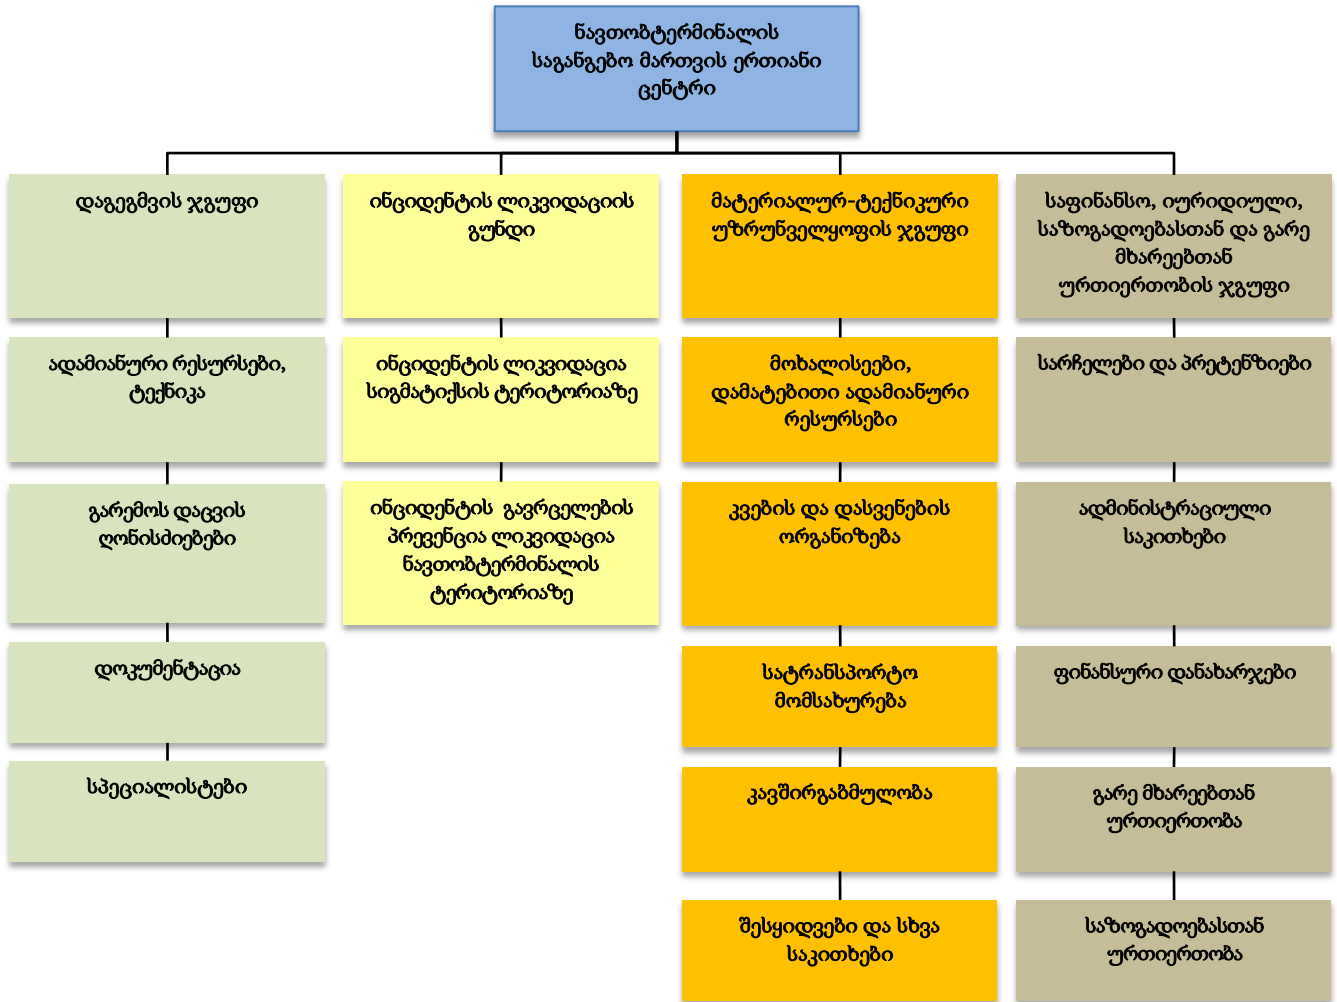 ნავთობტერმინალის
საგანგებო მართვის ერთიანი
ცენტრი
დაგეგმვის ჯგუფი
ადამიანური რესურსები,
ტექნიკა
გარემოს დაცვის
ღონისძიებები
დოკუმენტაცია
სპეციალისტები
ინციდენტის ლიკვიდაციის
გუნდი
ინციდენტის ლიკვიდაცია
სიგმატიქსის ტერიტორიაზე
ინციდენტის გავრცელების
პრევენცია ლიკვიდაცია
ნავთობტერმინალის
ტერიტორიაზე
მატერიალურ-ტექნიკური
უზრუნველყოფის ჯგუფი
მოხალისეები,
დამატებითი ადამიანური
რესურსები
კვების და დასვენების
ორგანიზება
სატრანსპორტო
მომსახურება
კავშირგაბმულობა
შესყიდვები და სხვა
საკითხები
საფინანსო, იურიდიული,
საზოგადოებასთან და გარე
მხარეებთან
ურთიერთობის ჯგუფი
სარჩელები და პრეტენზიები
ადმინისტრაციული
საკითხები
ფინანსური დანახარჯები
გარე მხარეებთან
ურთიერთობა
საზოგადოებასთან
ურთიერთობა